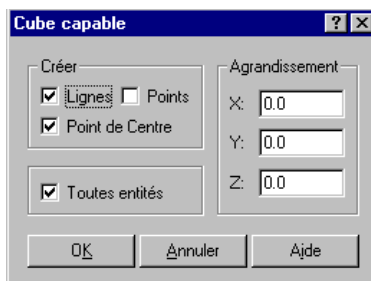 Cube capable
Créer
Lignes Points
Point de Centre
Toutes entités
Agrandissement
X: 0.0
Y: 0.0
Z: 0.0
OK Annuler Aide